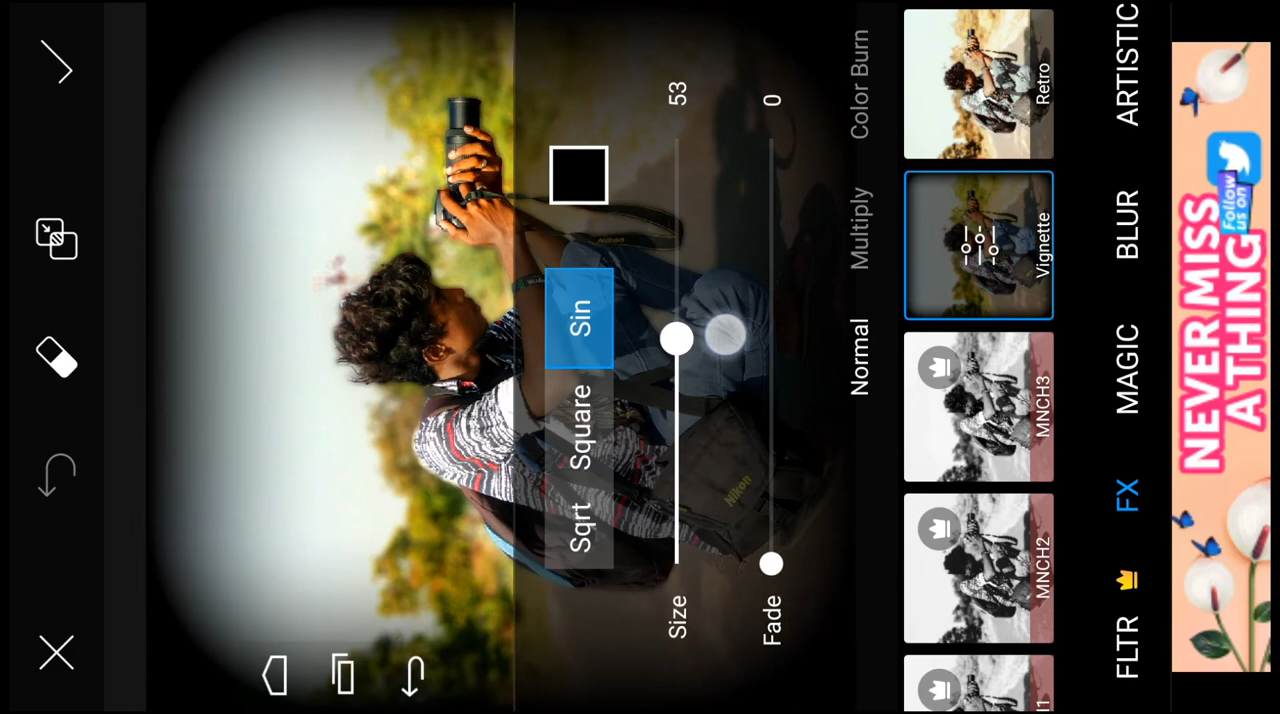 Sqrt Square Sin
Nikon
Size 53
Nikon
Fade 0
Normal Multiply Color Burn
MNCH2 MNCH3 Vignette Retro
FLTR FX MAGIC BLUR ARTISTIC
NEVER MISS
A THING
Follow
us on